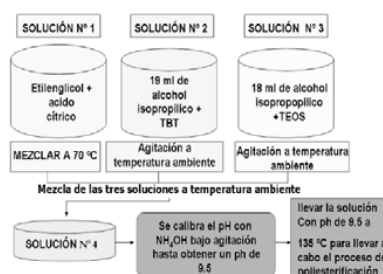 SOLUCIÓN Nº 1
SOLUCIÓN Nº 2
SOLUCIÓN Nº 3
Etilenglicol +
acido
cítrico
19 ml de
alcohol
isopropilico +
TBT
18 ml de alcohol
isopropopilico
+TEOS
MEZCLAR A 70 ºC
Agitación a
temperatura ambiente
Agitación a temperatura
ambiente
Mezcla de las tres soluciones a temperatura ambiente
SOLUCIÓN Nº 4
Se calibra el pH con
NH4OH bajo agitación
hasta obtener un ph de
9.5
llevar la solución
Con ph de 9.5 a
135 ºC para llevar a
cabo el proceso de
poliesterificación